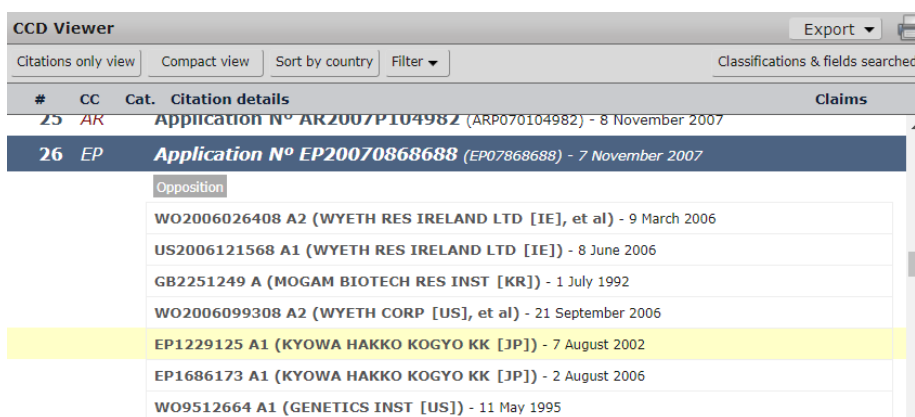 CCD Viewer Export
Citations only view Compact view Sort by country Filter Classifications & fields searched
# CC Cat. Citation details Claims
25 AR Application Nº AR2007P104982 (ARP070104982) - 8 November 2007
26 EP Application Nº EP20070868688 (EP07868688) - 7 November 2007
Opposition
WO2006026408 A2 (WYETH RES IRELAND LTD [IE], et al) - 9 March 2006
US2006121568 A1 (WYETH RES IRELAND LTD [IE]) - 8 June 2006
GB2251249 A (MOGAM BIOTECH RES INST [KR]) - 1 July 1992
WO2006099308 A2 (WYETH CORP [US], et al) - 21 September 2006
EP1229125 A1 (KYOWA HAKKO KOGYO KK [JP]) - 7 August 2002
EP1686173 A1 (KYOWA HAKKO KOGYO KK [JP]) - 2 August 2006
WO9512664 A1 (GENETICS INST [US]) - 11 May 1995